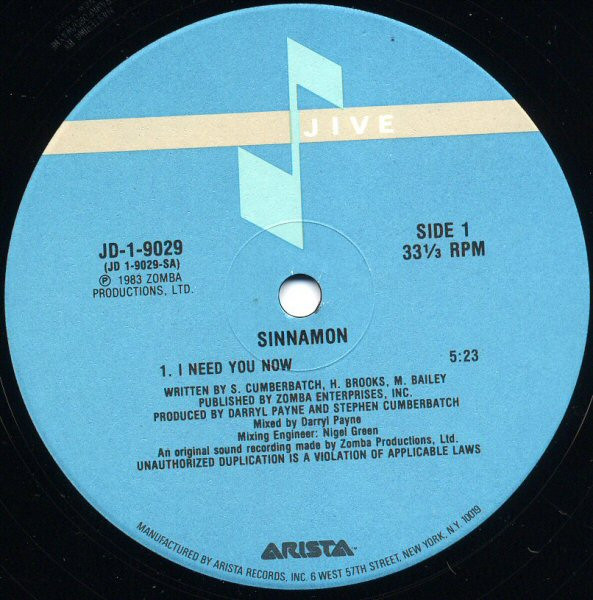 JIVE
JD-1-9029
(JD 1-9029-SA)
Ⓟ 1983 ZOMBA
PRODUCTIONS, LTD.
SIDE 1
33⅓ RPM
SINNAMON
1. I NEED YOU NOW 5:23
WRITTEN BY S. CUMBERBATCH, H. BROOKS, M. BAILEY
PUBLISHED BY ZOMBA ENTERPRISES, INC.
PRODUCED BY DARRYL PAYNE AND STEPHEN CUMBERBATCH
Mixed by Darryl Payne
Mixing Engineer: Nigel Green
An original sound recording made by Zomba Productions, Ltd.
UNAUTHORIZED DUPLICATION IS A VIOLATION OF APPLICABLE LAWS
ARISTA
MANUFACTURED BY ARISTA RECORDS, INC. 6 WEST 57TH STREET, NEW YORK, N.Y. 10019